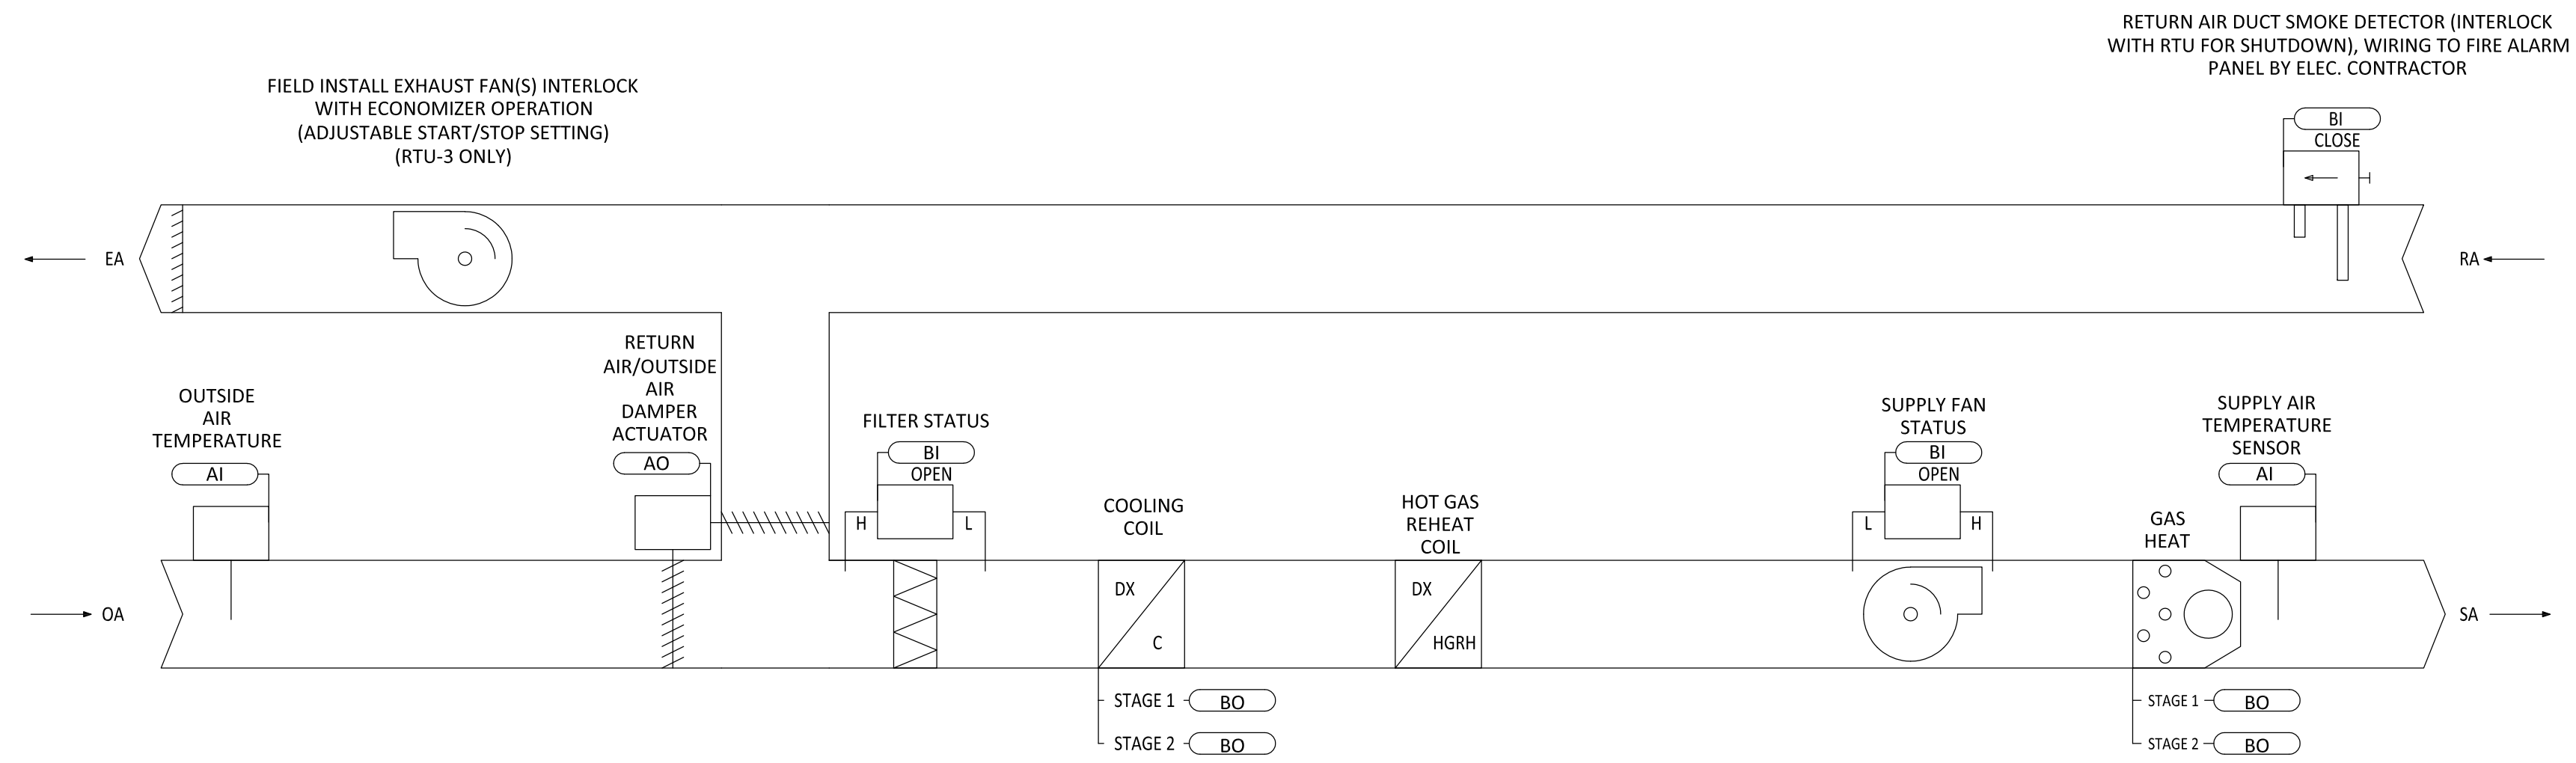 RETURN AIR DUCT SMOKE DETECTOR (INTERLOCK
WITH RTU FOR SHUTDOWN), WIRING TO FIRE ALARM
PANEL BY ELEC. CONTRACTOR
FIELD INSTALL EXHAUST FAN(S) INTERLOCK
WITH ECONOMIZER OPERATION
(ADJUSTABLE START/STOP SETTING)
(RTU-3 ONLY)
BI
CLOSE
EA
RA
RETURN
AIR/OUTSIDE
AIR
DAMPER
ACTUATOR
AO
OUTSIDE
AIR
TEMPERATURE
AI
FILTER STATUS
BI
OPEN
H
L
COOLING
COIL
HOT GAS
REHEAT
COIL
SUPPLY FAN
STATUS
BI
OPEN
L
H
GAS
HEAT
SUPPLY AIR
TEMPERATURE
SENSOR
AI
OA
DX
C
DX
HGRH
SA
STAGE 1
BO
STAGE 2
BO
STAGE 1
BO
STAGE 2
BO